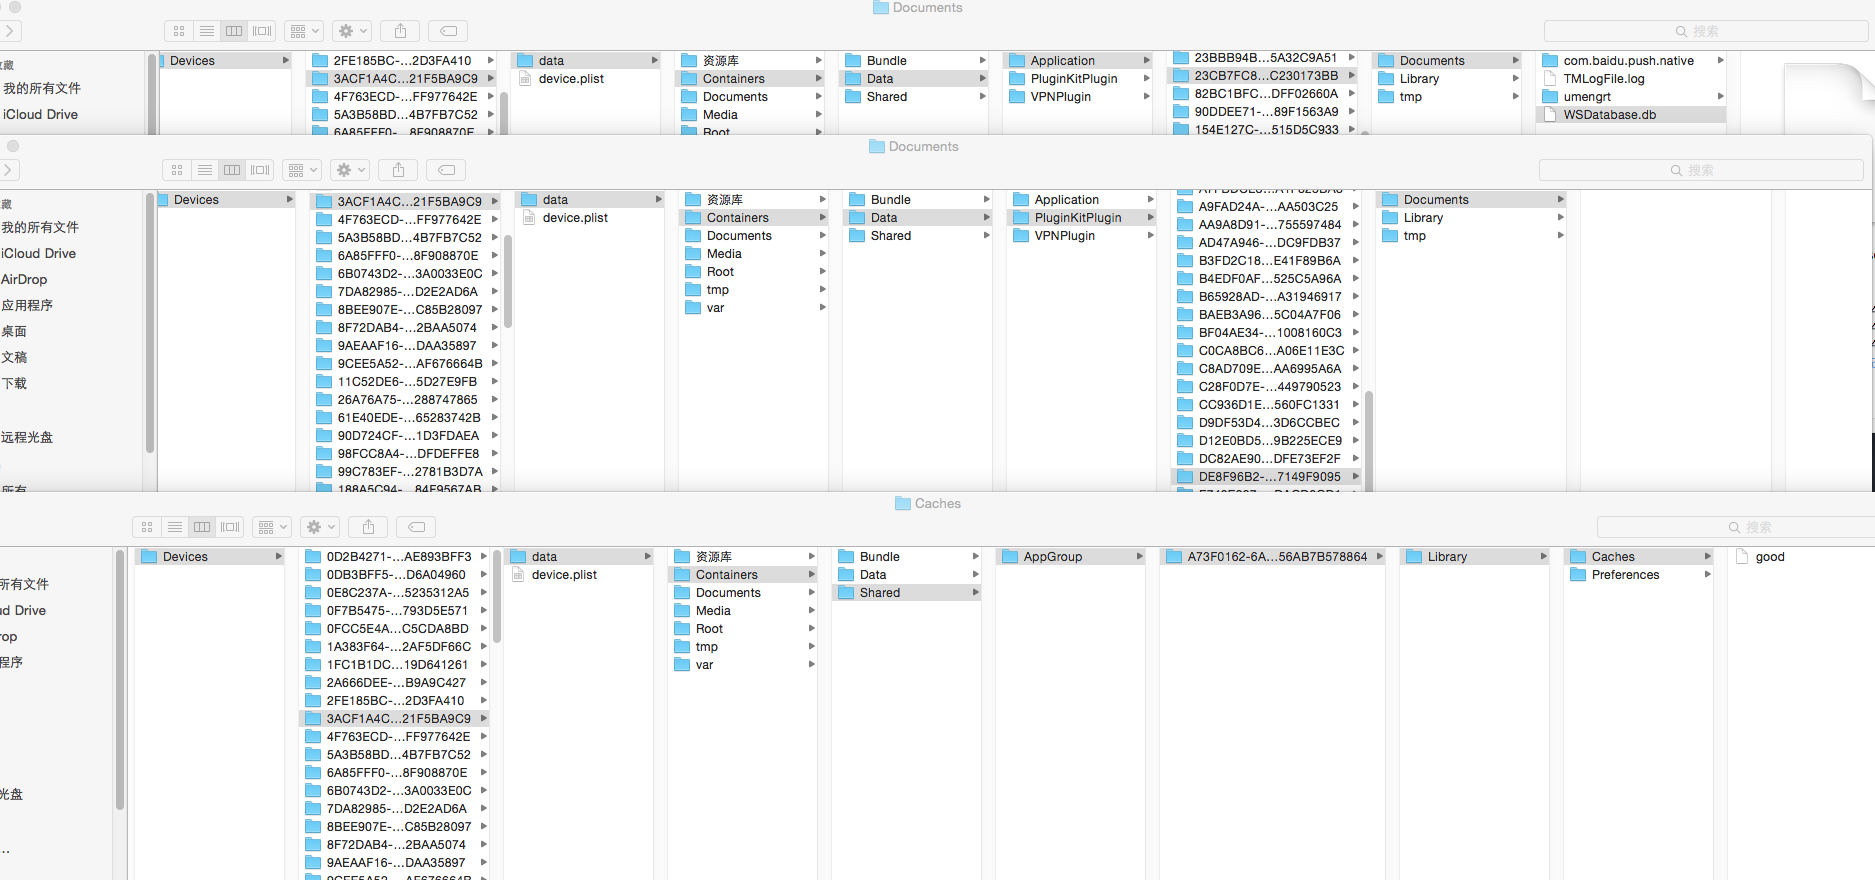 Documents
搜索
收藏
我的所有文件
iCloud Drive
Devices
2FE185BC-...2D3FA410
3ACF1A4C...21F5BA9C9
4F763ECD-...FF977642E
5A3B58BD...4B7FB7C52
6A85FFF0-...8F908870E
data
device.plist
资源库
Containers
Documents
Media
Root
Bundle
Data
Shared
Application
PluginKitPlugin
VPNPlugin
23BBB94B...5A32C9A51
23CB7FC8...C230173BB
82BC1BFC...DFF02660A
90DDEE71-...89F1563A9
154E127C-...515D5C933
Documents
Library
tmp
com.baidu.push.native
TMLogFile.log
umengrt
WSDatabase.db
Documents
搜索
藏
我的所有文件
iCloud Drive
AirDrop
应用程序
桌面
文稿
下载
远程光盘
所有
Devices
3ACF1A4C...21F5BA9C9
4F763ECD-...FF977642E
5A3B58BD...4B7FB7C52
6A85FFF0-...8F908870E
6B0743D2-...3A0033E0C
7DA82985-...D2E2AD6A
8BEE907E-...C85B28097
8F72DAB4-...2BAA5074
9AEAAF16-...DAA35897
9CEE5A52-...AF676664B
11C52DE6-...5D27E9FB
26A76A75-...288747865
61E40EDE-...65283742B
90D724CF-...1D3FDAEA
98FCC8A4-...DFDEFFE8
99C783EF-...2781B3D7A
188A5C94-...84F9567AB
data
device.plist
资源库
Containers
Documents
Media
Root
tmp
var
Bundle
Data
Shared
Application
PluginKitPlugin
VPNPlugin
A9FAD24A-...AA503C25
AA9A8D91-...755597484
AD47A946-...DC9FDB37
B3FD2C18...E41F89B6A
B4EDF0AF...525C5A96A
B65928AD-...A31946917
BAEB3A96...5C04A7F06
BF04AE34-...1008160C3
C0CA8BC6...A06E11E3C
C8AD709E...AA6995A6A
C28F0D7E-...449790523
CC936D1E...560FC1331
D9DF53D4...3D6CCBEC
D12E0BD5...9B225ECE9
DC82AE90...DFE73EF2F
DE8F96B2-...7149F9095
Documents
Library
tmp
Caches
搜索
所有文件
ud Drive
rop
程序
光盘
...
Devices
0D2B4271-...AE893BFF3
0DB3BFF5-...D6A04960
0E8C237A-...5235312A5
0F7B5475-...793D5E571
0FCC5E4A...C5CDA8BD
1A383F64-...2AF5DF66C
1FC1B1DC...19D641261
2A666DEE-...B9A9C427
2FE185BC-...2D3FA410
3ACF1A4C...21F5BA9C9
4F763ECD-...FF977642E
5A3B58BD...4B7FB7C52
6A85FFF0-...8F908870E
6B0743D2-...3A0033E0C
7DA82985-...D2E2AD6A
8BEE907E-...C85B28097
8F72DAB4-...2BAA5074
9AEAAF16-...DAA35897
9CEE5A52-...AF676664B
data
device.plist
资源库
Containers
Documents
Media
Root
tmp
var
Bundle
Data
Shared
AppGroup
A73F0162-6A...56AB7B578864
Library
Caches
Preferences
good